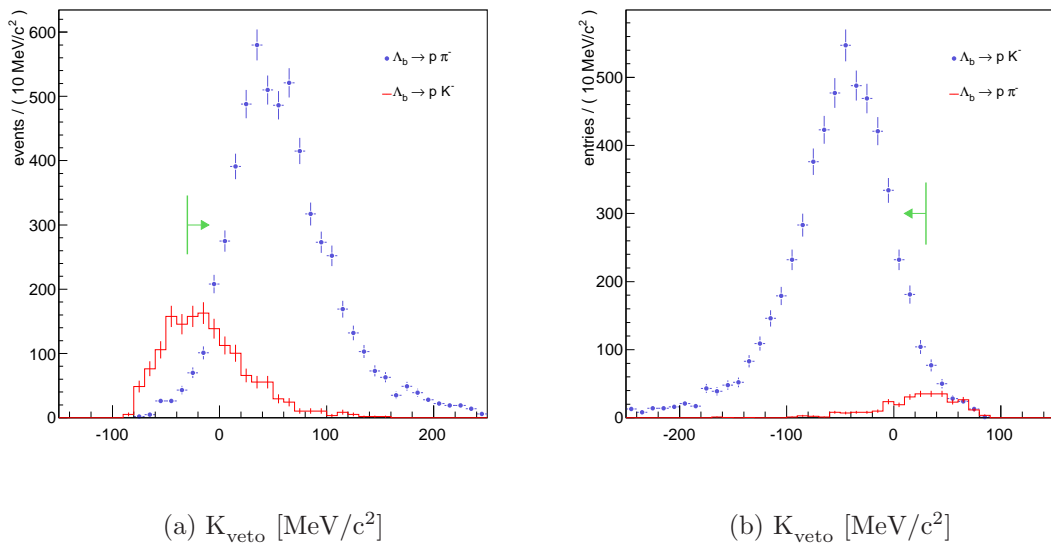 events / ( 10 MeV/c²)
600
500
400
300
200
100
0
-100
0
100
200
Λb → p π⁻
Λb → p K⁻
(a) Kveto [MeV/c²]
entries / ( 10 MeV/c²)
500
400
300
200
100
0
-200
-100
0
100
Λb → p K⁻
Λb → p π⁻
(b) Kveto [MeV/c²]